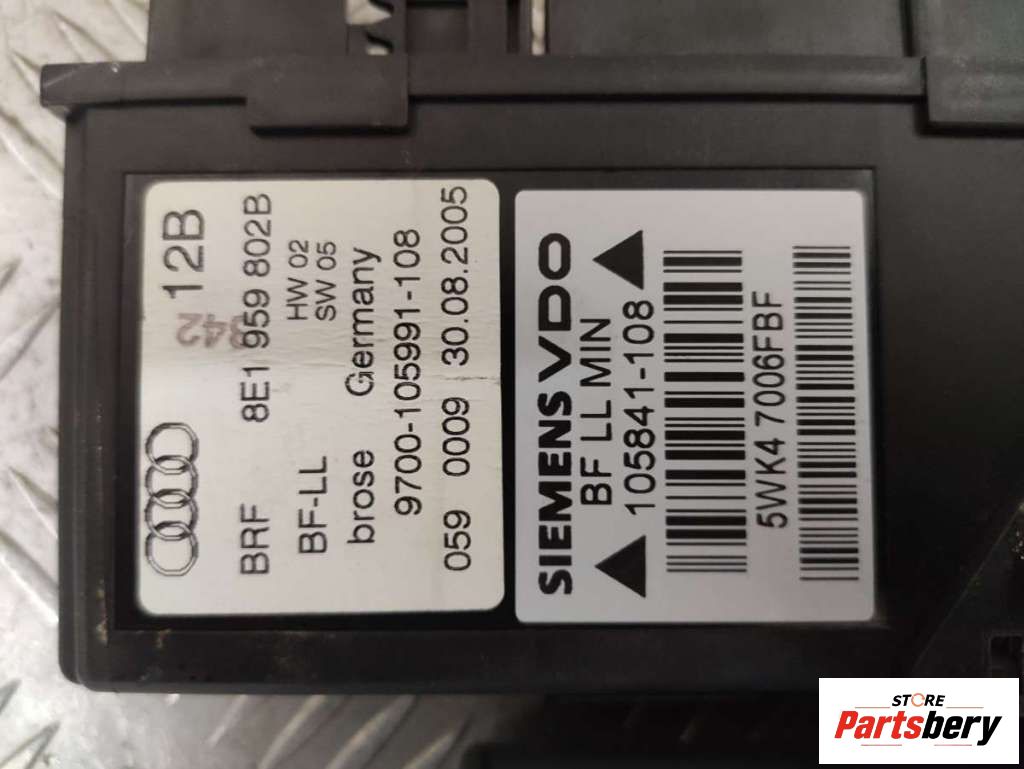 12B
342
BRF 8E1 959 802B
HW 02
BF-LL SW 05
brose Germany
9700-105991-108
059 0009 30.08.2005
SIEMENS VDO
BF LL MIN
105841-108
5WK4 7006FBF
STORE
Partsbery